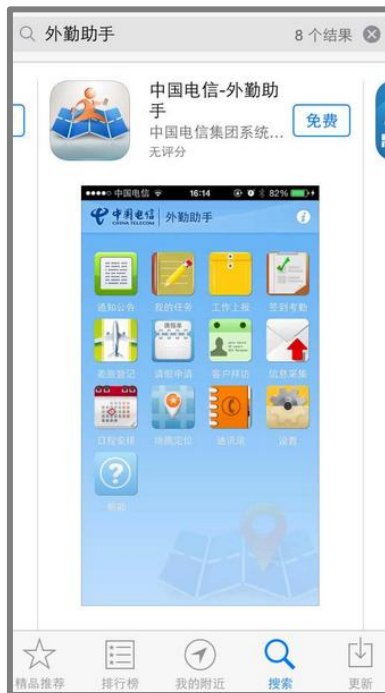 外勤助手
8 个结果
中国电信-外勤助手
中国电信集团系统...
无评分
免费
中国电信 16:14 82%
中国电信 外勤助手
CHINA TELECOM
通知公告 我的任务 工作上报 签到考勤
差旅登记 请假申请 客户拜访 信息采集
日程安排 地图定位 通讯录 设置
帮助
精品推荐 排行榜 我的附近 搜索 更新